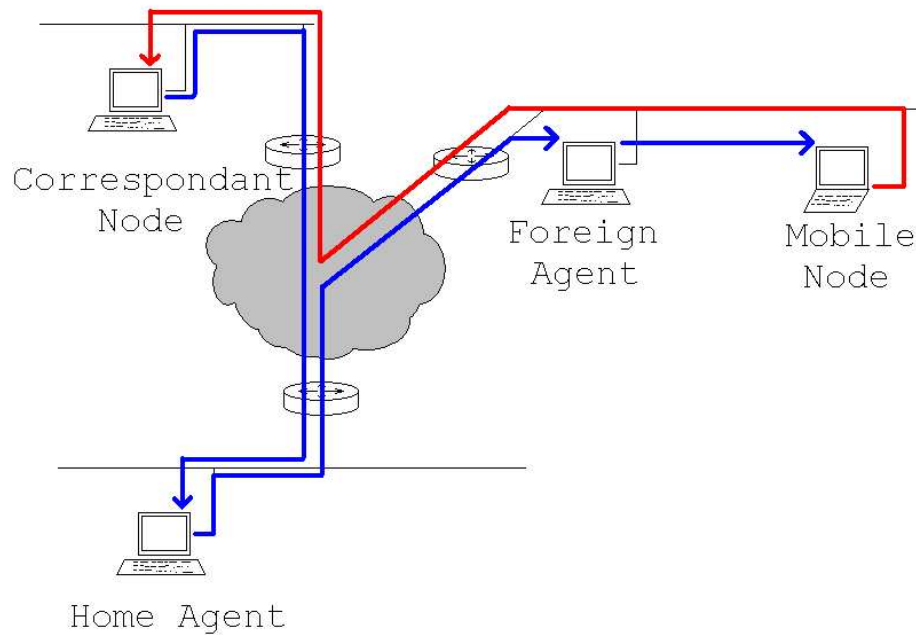 Correspondant
Node
Foreign
Agent
Mobile
Node
Home Agent